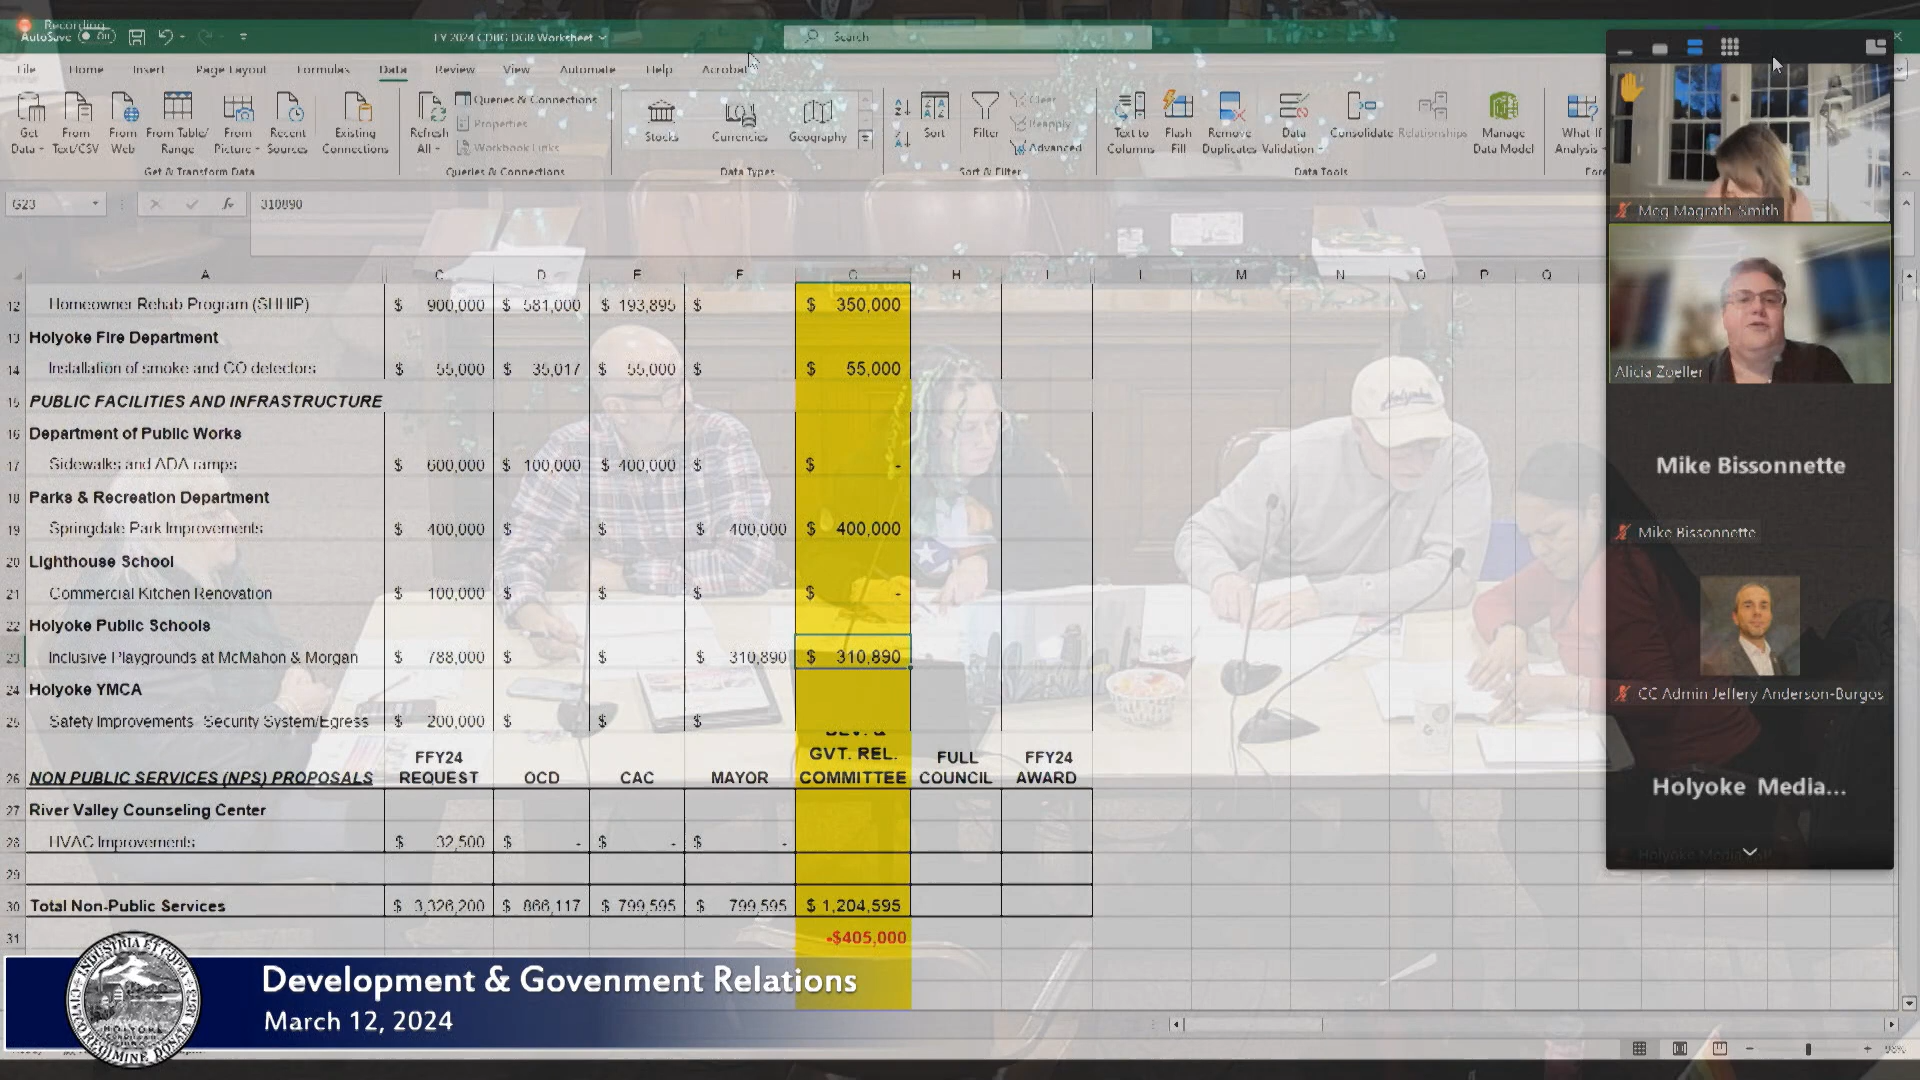 Recording
AutoSave Off
FY 2024 CDBG DGR Worksheet
Search
File Home Insert Page Layout Formulas Data Review View Automate Help Acrobat
Get Data From Text/CSV From Web From Table/Range From Picture Recent Sources Existing Connections
Get & Transform Data
Refresh All Queries & Connections Properties Workbook Links
Queries & Connections
Stocks Currencies Geography
Data Types
Sort Filter Clear Reapply Advanced
Sort & Filter
Text to Columns Flash Fill Remove Duplicates Data Validation Consolidate Relationships Manage Data Model
Data Tools
What-If Analysis
Fore
G23 fx 310890
A C D E F G H I L M N O P Q
12 Homeowner Rehab Program (SHHIP) $ 900,000 $ 581,000 $ 193,895 $ $ 350,000
13 Holyoke Fire Department
14 Installation of smoke and CO detectors $ 55,000 $ 35,017 $ 55,000 $ $ 55,000
15 PUBLIC FACILITIES AND INFRASTRUCTURE
16 Department of Public Works
17 Sidewalks and ADA ramps $ 600,000 $ 100,000 $ 400,000 $ $ -
18 Parks & Recreation Department
19 Springdale Park Improvements $ 400,000 $ $ $ 400,000 $ 400,000
20 Lighthouse School
21 Commercial Kitchen Renovation $ 100,000 $ $ $ $ -
22 Holyoke Public Schools
23 Inclusive Playgrounds at McMahon & Morgan $ 788,000 $ $ $ 310,890 $ 310,890
24 Holyoke YMCA
25 Safety Improvements- Security System/Egress $ 200,000 $ $ $
26 NON PUBLIC SERVICES (NPS) PROPOSALS FFY24 REQUEST OCD CAC MAYOR DEV. & GVT. REL. COMMITTEE FULL COUNCIL FFY24 AWARD
27 River Valley Counseling Center
28 HVAC Improvements $ 32,500 $ - $ - $ -
29
30 Total Non-Public Services $ 3,326,200 $ 866,117 $ 799,595 $ 799,595 $ 1,204,595
31 -$405,000
Meg Magrath-Smith
Alicia Zoeller
Mike Bissonnette
Mike Bissonnette
CC Admin Jeffery Anderson-Burgos
Holyoke Media...
Development & Govenment Relations
March 12, 2024
98%